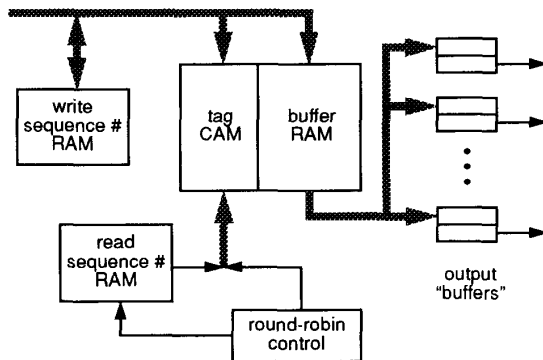 write
sequence #
RAM
tag
CAM
buffer
RAM
read
sequence #
RAM
output
"buffers"
round-robin
control